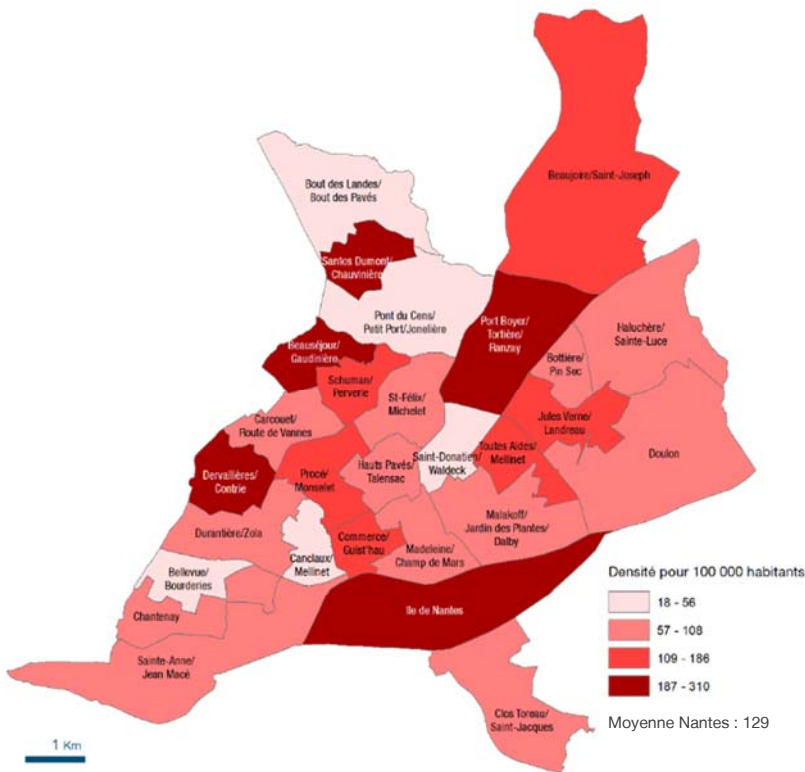 Beaujoire/Saint-Joseph
Bout des Landes/
Bout des Pavés
Santos Dumont/
Chauvinière
Pont du Cens/
Petit Port/Jonelière
Port Boyer/
Tortière/
Ranzay
Haluchère/
Sainte-Luce
Beauséjour/
Gaudinière
Bottière/
Pin Sec
Schuman/
Perverie
St-Félix/
Michelet
Jules Verne/
Landreau
Carcouet/
Route de Vannes
Saint-Donatien/
Waldeck
Toutes Aides/
Mellinet
Doulon
Hauts Pavés/
Talensac
Dervallières/
Contrie
Procé/
Monselet
Malakoff/
Jardin des Plantes/
Dalby
Durantière/Zola
Commerce/
Guist'hau
Madeleine/
Champ de Mars
Canclaux/
Mellinet
Bellevue/
Bourderies
Chantenay
Ile de Nantes
Sainte-Anne/
Jean Macé
Clos Toreau/
Saint-Jacques
Densité pour 100 000 habitants
18 - 56
57 - 108
109 - 186
187 - 310
Moyenne Nantes : 129
1 Km